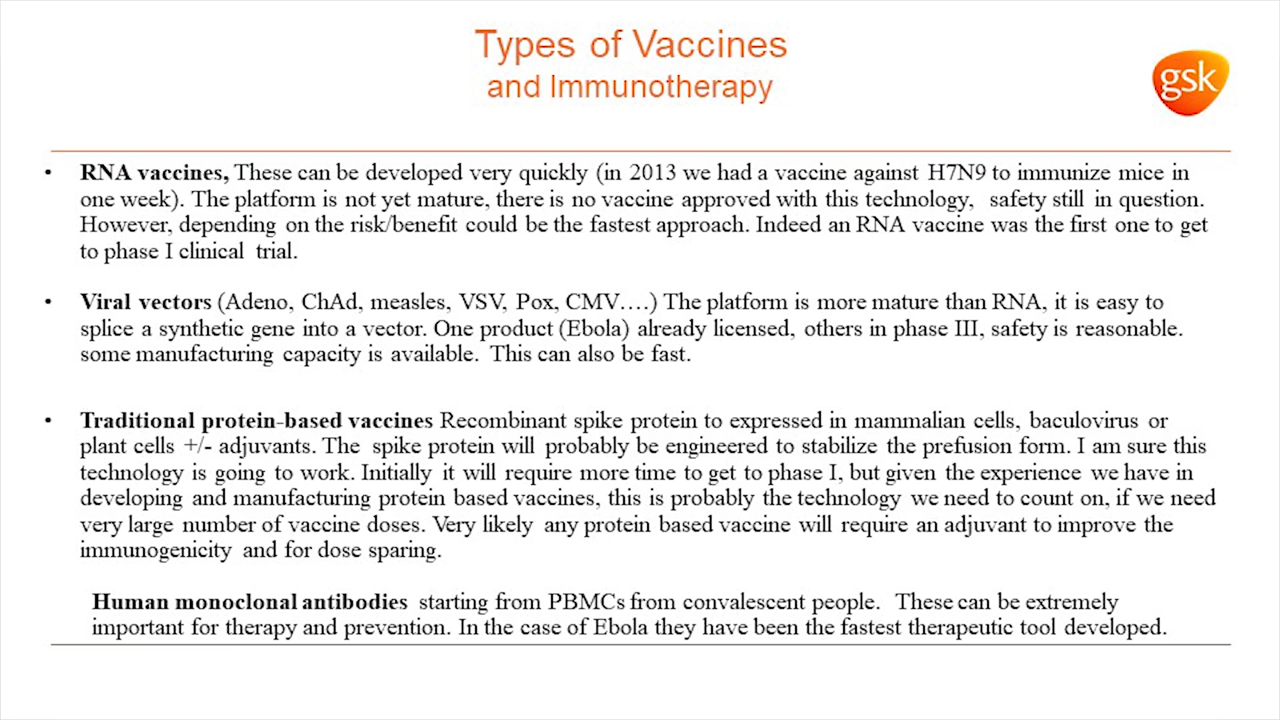 Types of Vaccines
and Immunotherapy
gsk
• RNA vaccines, These can be developed very quickly (in 2013 we had a vaccine against H7N9 to immunize mice in
one week). The platform is not yet mature, there is no vaccine approved with this technology, safety still in question.
However, depending on the risk/benefit could be the fastest approach. Indeed an RNA vaccine was the first one to get
to phase I clinical trial.
• Viral vectors (Adeno, ChAd, measles, VSV, Pox, CMV….) The platform is more mature than RNA, it is easy to
splice a synthetic gene into a vector. One product (Ebola) already licensed, others in phase III, safety is reasonable.
some manufacturing capacity is available. This can also be fast.
• Traditional protein-based vaccines Recombinant spike protein to expressed in mammalian cells, baculovirus or
plant cells +/- adjuvants. The spike protein will probably be engineered to stabilize the prefusion form. I am sure this
technology is going to work. Initially it will require more time to get to phase I, but given the experience we have in
developing and manufacturing protein based vaccines, this is probably the technology we need to count on, if we need
very large number of vaccine doses. Very likely any protein based vaccine will require an adjuvant to improve the
immunogenicity and for dose sparing.
Human monoclonal antibodies starting from PBMCs from convalescent people. These can be extremely
important for therapy and prevention. In the case of Ebola they have been the fastest therapeutic tool developed.